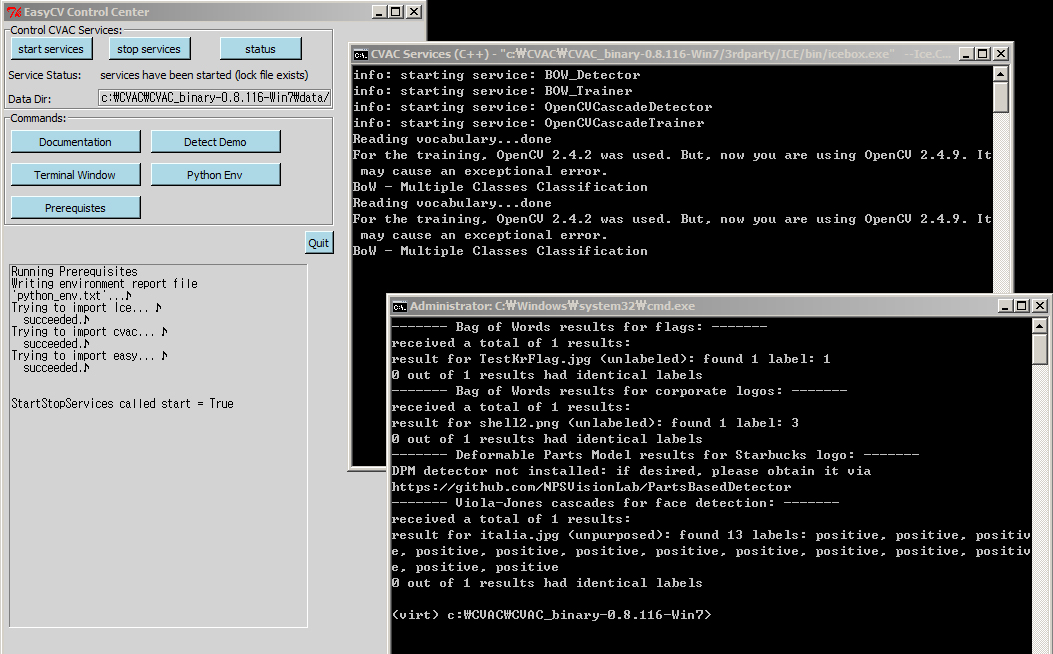 EasyCV Control Center
Control CVAC Services:
start services
stop services
status
Service Status:
services have been started (lock file exists)
Data Dir:
c:₩CVAC₩CVAC_binary-0.8.116-Win7₩data/
Commands:
Documentation
Detect Demo
Terminal Window
Python Env
Prerequistes
Quit
Running Prerequisites
Writing environment report file
'python_env.txt'...♪
Trying to import Ice... ♪
succeeded.♪
Trying to import cvac... ♪
succeeded.♪
Trying to import easy... ♪
succeeded.♪
StartStopServices called start = True
CVAC Services (C++) - "c:₩CVAC₩CVAC_binary-0.8.116-Win7/3rdparty/ICE/bin/icebox.exe" --Ice.C...
info: starting service: BOW_Detector
info: starting service: BOW_Trainer
info: starting service: OpenCVCascadeDetector
info: starting service: OpenCVCascadeTrainer
Reading vocabulary...done
For the training, OpenCV 2.4.2 was used. But, now you are using OpenCV 2.4.9. It
may cause an exceptional error.
BoW - Multiple Classes Classification
Reading vocabulary...done
For the training, OpenCV 2.4.2 was used. But, now you are using OpenCV 2.4.9. It
may cause an exceptional error.
BoW - Multiple Classes Classification
Administrator: C:₩Windows₩system32₩cmd.exe
------- Bag of Words results for flags: -------
received a total of 1 results:
result for TestKrFlag.jpg (unlabeled): found 1 label: 1
0 out of 1 results had identical labels
------- Bag of Words results for corporate logos: -------
received a total of 1 results:
result for shell2.png (unlabeled): found 1 label: 3
0 out of 1 results had identical labels
------- Deformable Parts Model results for Starbucks logo: -------
DPM detector not installed; if desired, please obtain it via
https://github.com/NPSVisionLab/PartsBasedDetector
------- Viola-Jones cascades for face detection: -------
received a total of 1 results:
result for italia.jpg (unpurposed): found 13 labels: positive, positive, positiv
e, positive, positive, positive, positive, positive, positive, positive, positiv
e, positive, positive
0 out of 1 results had identical labels
(virt) c:₩CVAC₩CVAC_binary-0.8.116-Win7>